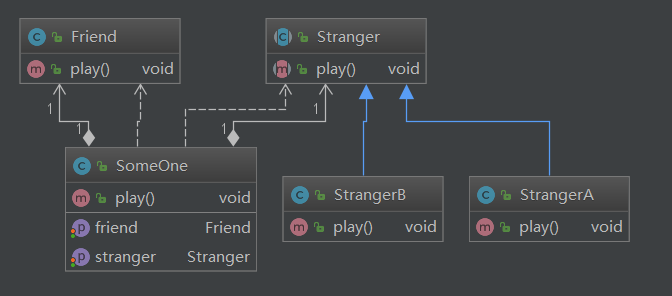 Friend
play() void
Stranger
play() void
1
1
1
1
SomeOne
play() void
friend Friend
stranger Stranger
StrangerB
play() void
StrangerA
play() void